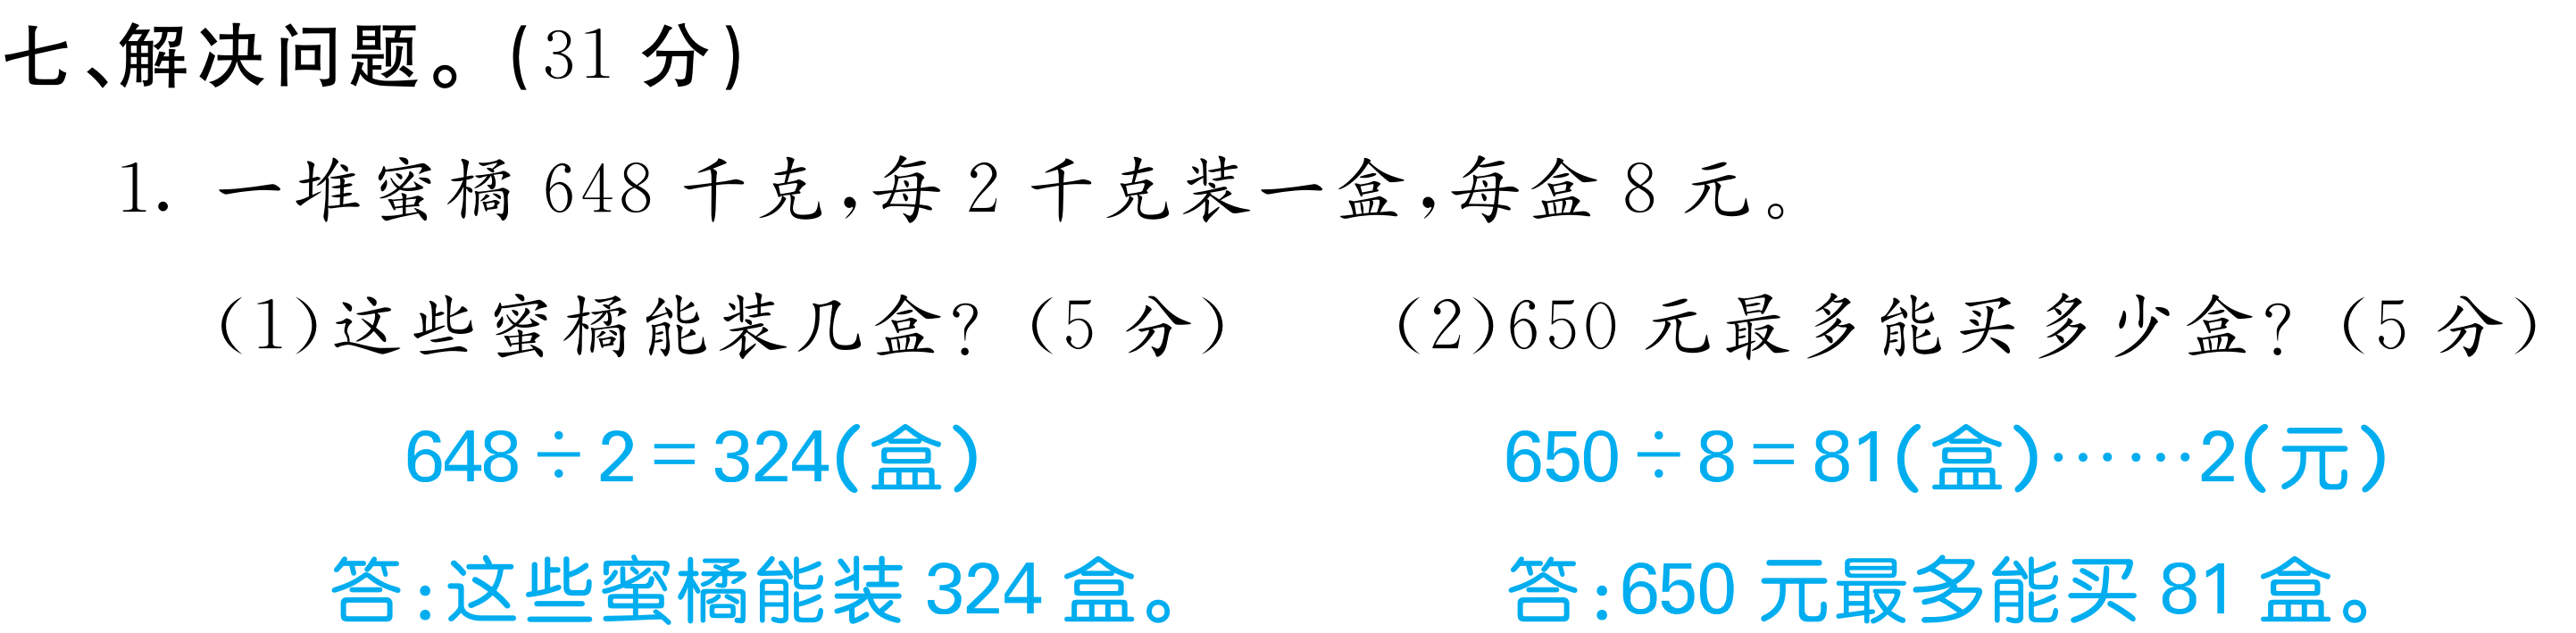 七、解决问题。(31 分)
1. 一堆蜜橘 648 千克,每 2 千克装一盒,每盒 8 元。
(1)这些蜜橘能装几盒?(5 分) (2)650 元最多能买多少盒?(5 分)
648÷2=324(盒) 650÷8=81(盒)……2(元)
答:这些蜜橘能装 324 盒。 答:650 元最多能买 81 盒。